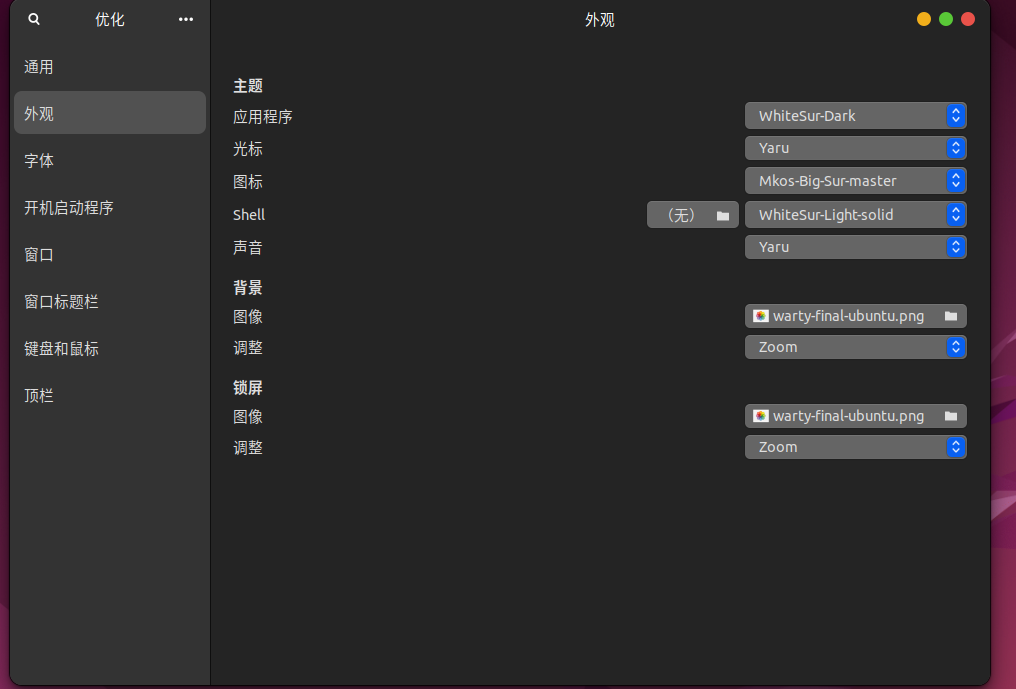 优化
外观
通用
外观
字体
开机启动程序
窗口
窗口标题栏
键盘和鼠标
顶栏
主题
应用程序 WhiteSur-Dark
光标 Yaru
图标 Mkos-Big-Sur-master
Shell （无） WhiteSur-Light-solid
声音 Yaru
背景
图像 warty-final-ubuntu.png
调整 Zoom
锁屏
图像 warty-final-ubuntu.png
调整 Zoom